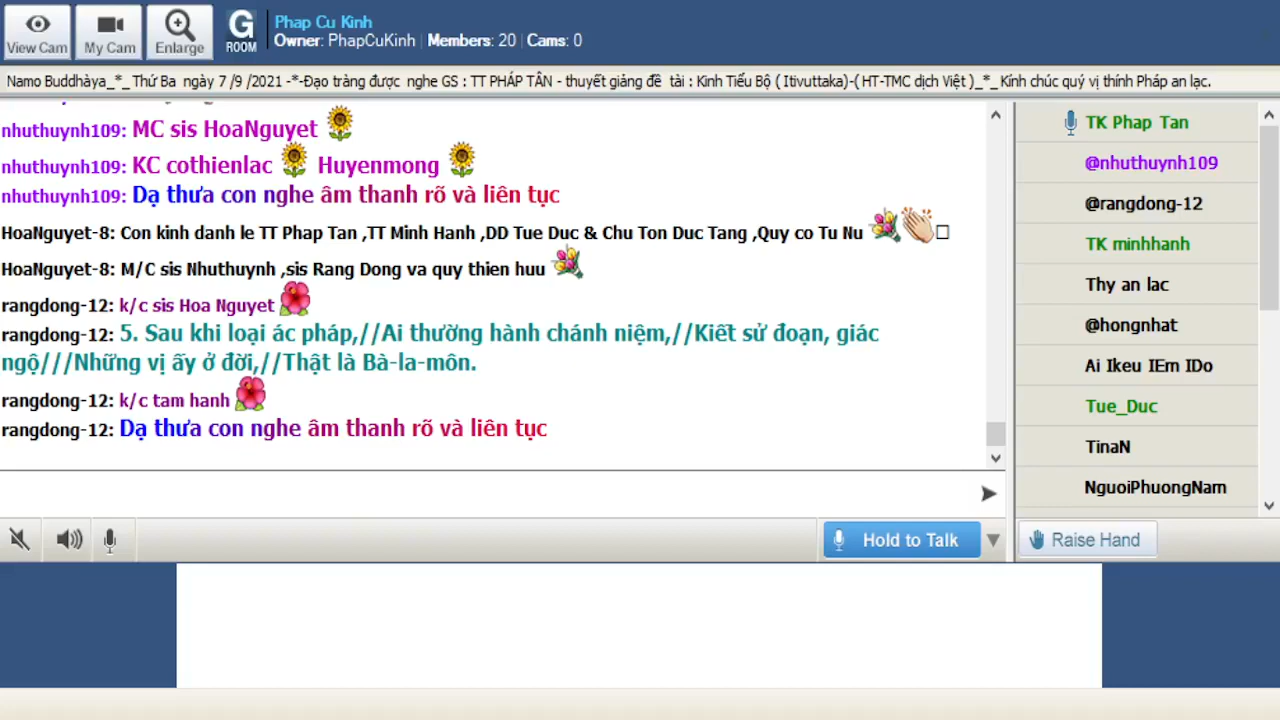 View Cam
My Cam
Enlarge
G
ROOM
Phap Cu Kinh
Owner: PhapCuKinh | Members: 20 | Cams: 0
Namo Buddhàya_*_Thứ Ba ngày 7 /9 /2021 -*-Đạo tràng được nghe GS : TT PHÁP TÂN - thuyết giảng đề tài : Kinh Tiểu Bộ ( Itivuttaka)-( HT-TMC dịch Việt )_*_Kính chúc quý vị thính Pháp an lạc.
nhuthuynh109: MC sis HoaNguyet
nhuthuynh109: KC cothienlac Huyenmong
nhuthuynh109: Dạ thưa con nghe âm thanh rõ và liên tục
HoaNguyet-8: Con kinh danh le TT Phap Tan ,TT Minh Hanh ,DD Tue Duc & Chu Ton Duc Tang ,Quy co Tu Nu
HoaNguyet-8: M/C sis Nhuthuynh ,sis Rang Dong va quy thien huu
rangdong-12: k/c sis Hoa Nguyet
rangdong-12: 5. Sau khi loại ác pháp,//Ai thường hành chánh niệm,//Kiết sử đoạn, giác
ngộ///Những vị ấy ở đời,//Thật là Bà-la-môn.
rangdong-12: k/c tam hanh
rangdong-12: Dạ thưa con nghe âm thanh rõ và liên tục
TK Phap Tan
@nhuthuynh109
@rangdong-12
TK minhhanh
Thy an lac
@hongnhat
Ai Ikeu IEm IDo
Tue_Duc
TinaN
NguoiPhuongNam
Hold to Talk
Raise Hand